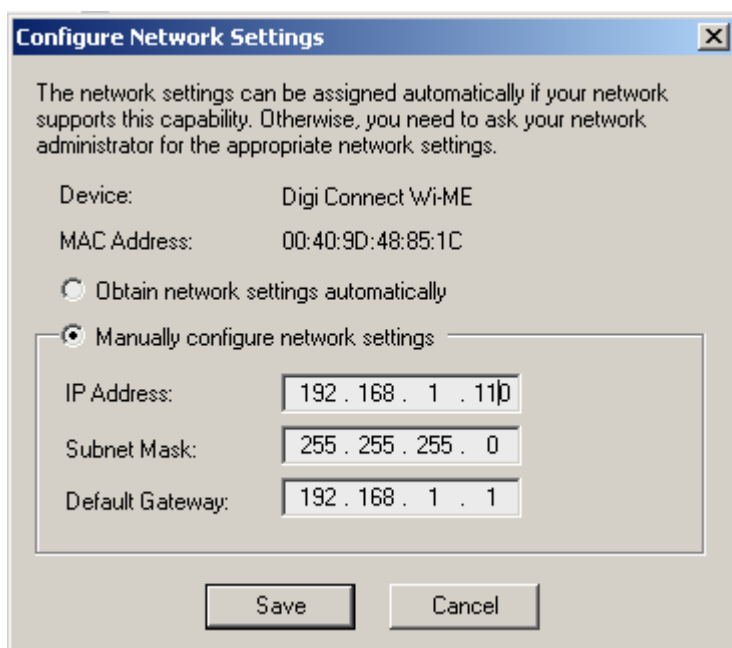 Configure Network Settings
The network settings can be assigned automatically if your network
supports this capability. Otherwise, you need to ask your network
administrator for the appropriate network settings.
Device: Digi Connect Wi-ME
MAC Address: 00:40:9D:48:85:1C
Obtain network settings automatically
Manually configure network settings
IP Address: 192 . 168 . 1 . 110
Subnet Mask: 255 . 255 . 255 . 0
Default Gateway: 192 . 168 . 1 . 1
Save Cancel